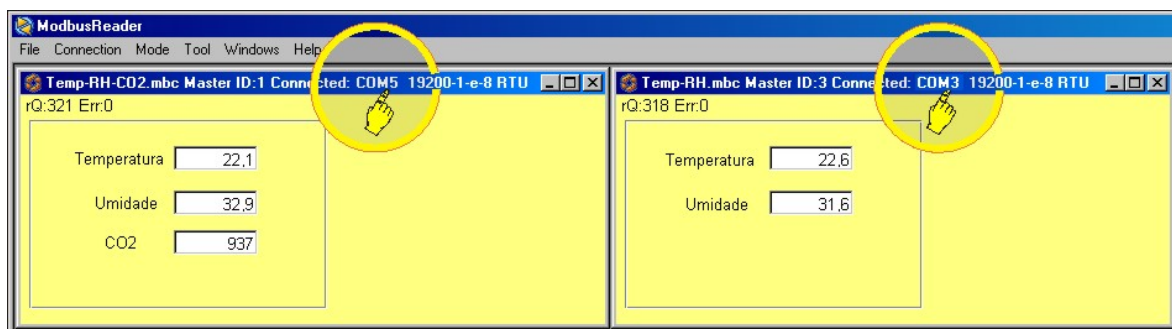 ModbusReader
File Connection Mode Tool Windows Help
Temp-RH-CO2.mbc Master ID:1 Connected: COM5 19200-1-e-8 RTU
rQ:321 Err:0
Temperatura 22,1
Umidade 32,9
CO2 937
Temp-RH.mbc Master ID:3 Connected: COM3 19200-1-e-8 RTU
rQ:318 Err:0
Temperatura 22,6
Umidade 31,6